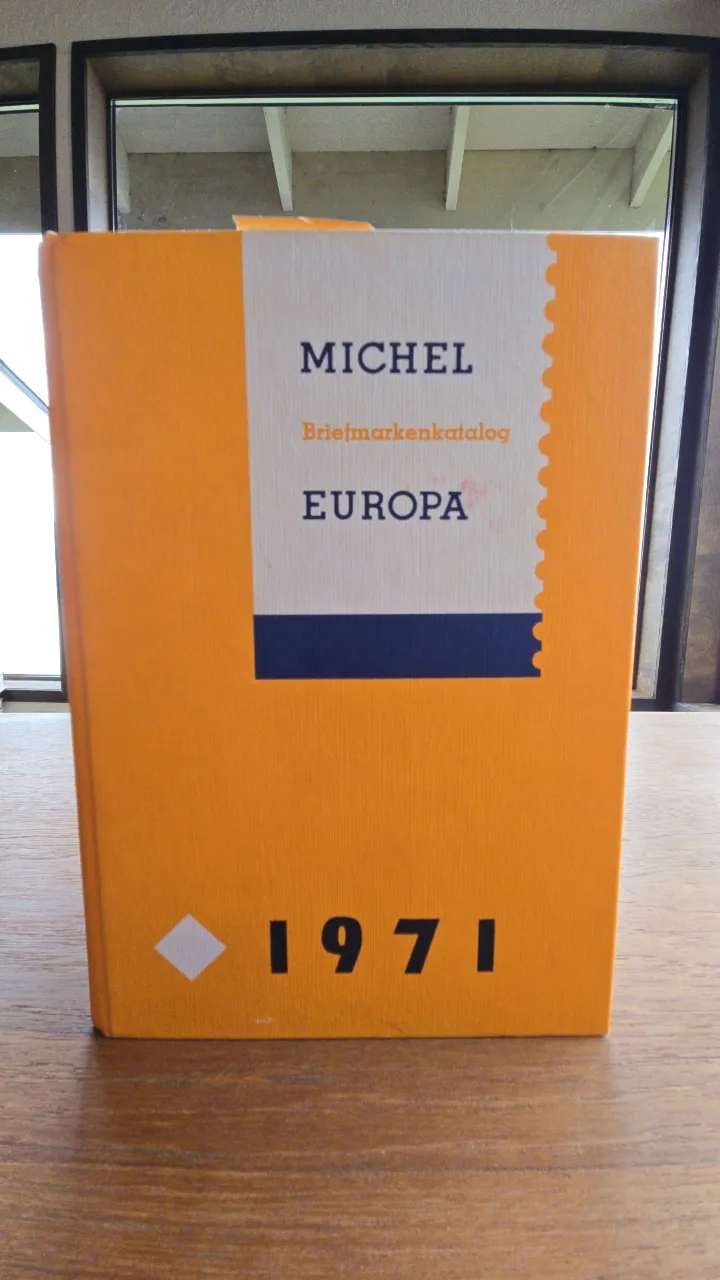 MICHEL
Briefmarkenkatalog
EUROPA
1971